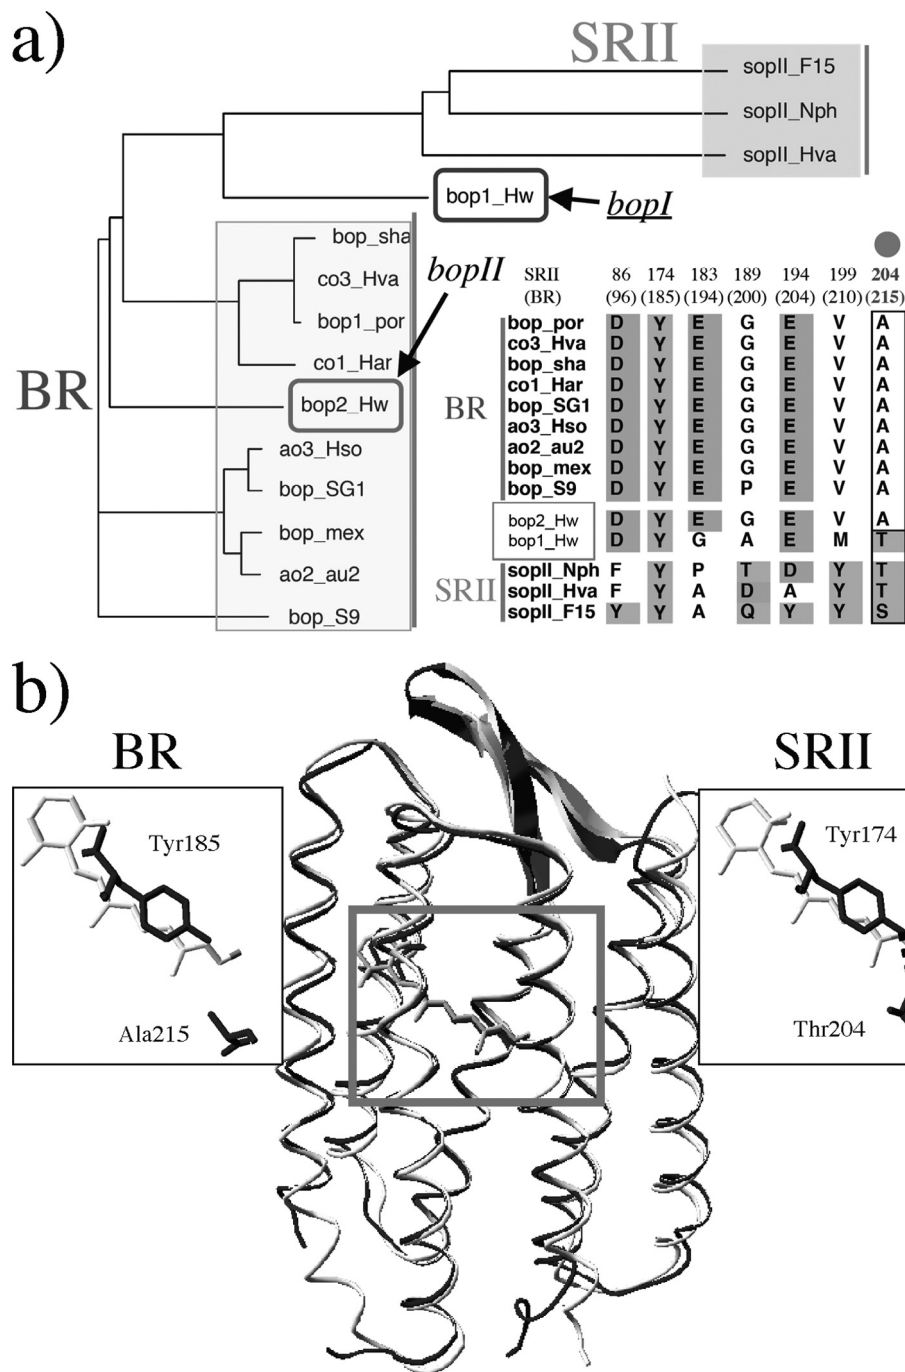 a)
SRII
sopII_F15
sopII_Nph
sopII_Hva
bop1_Hw
bopI
bop_sha
co3_Hva
bop1_por
co1_Har
bop2_Hw
bopII
ao3_Hso
bop_SG1
bop_mex
ao2_au2
bop_S9
BR
SRII 86 174 183 189 194 199 204
(BR) (96) (185) (194) (200) (204) (210) (215)
BR
bop_por D Y E G E V A
co3_Hva D Y E G E V A
bop_sha D Y E G E V A
co1_Har D Y E G E V A
bop_SG1 D Y E G E V A
ao3_Hso D Y E G E V A
ao2_au2 D Y E G E V A
bop_mex D Y E G E V A
bop_S9 D Y E P E V A
bop2_Hw D Y E G E V A
bop1_Hw D Y G A E M T
SRII
sopII_Nph F Y P T D Y T
sopII_Hva F Y A D A Y T
sopII_F15 Y Y A Q Y Y S
b)
BR
Tyr185
Ala215
SRII
Tyr174
Thr204